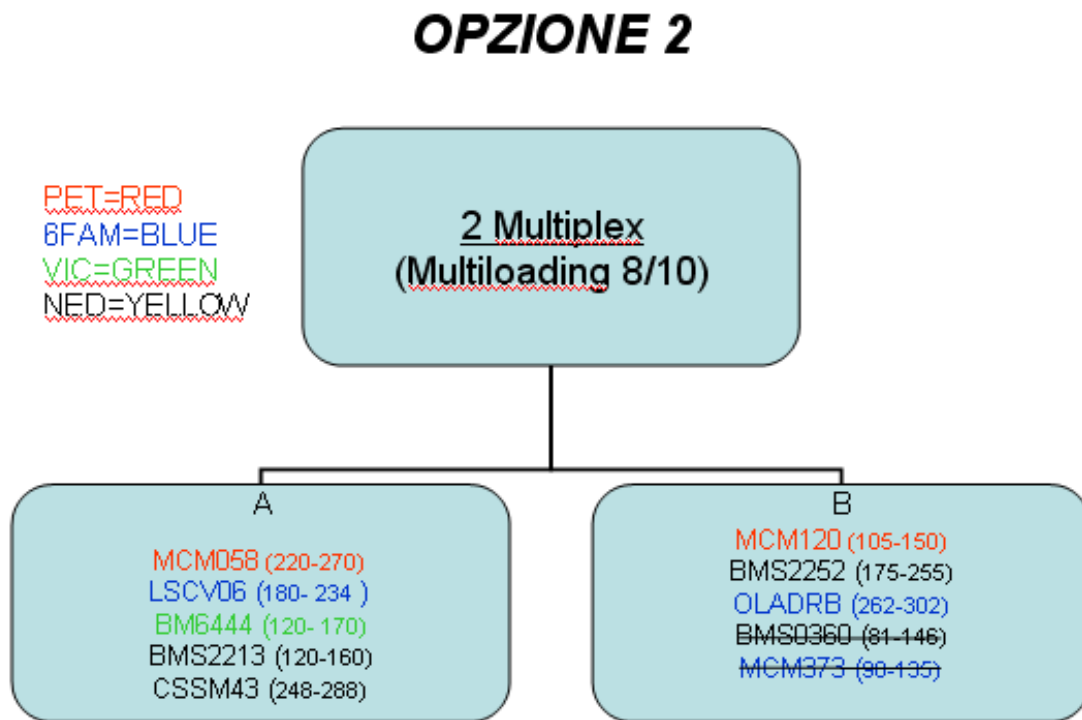 OPZIONE 2
PET=RED
6FAM=BLUE
VIC=GREEN
NED=YELLOW
2 Multiplex
(Multiloading 8/10)
A
MCM058 (220-270)
LSCV06 (180- 234 )
BM6444 (120- 170)
BMS2213 (120-160)
CSSM43 (248-288)
B
MCM120 (105-150)
BMS2252 (175-255)
OLADRB (262-302)
BMS0360 (81-146)
MCM373 (90-135)